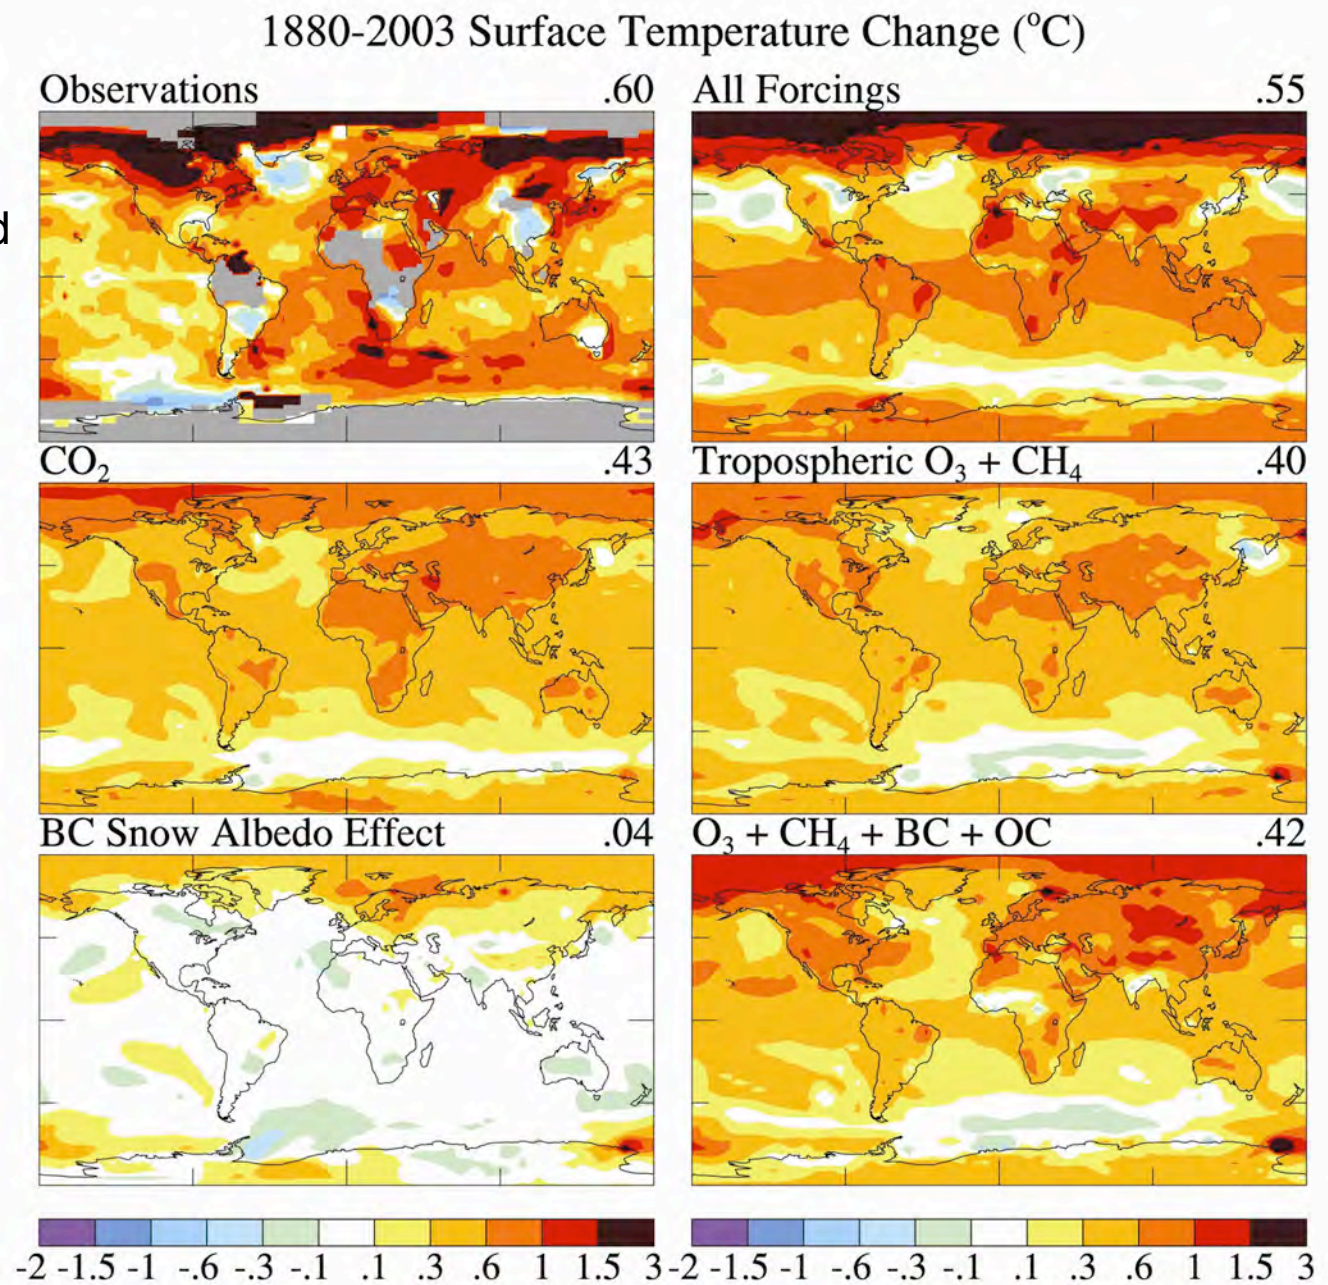 1880-2003 Surface Temperature Change (°C)
d
Observations .60
All Forcings .55
CO₂ .43
Tropospheric O₃ + CH₄ .40
BC Snow Albedo Effect .04
O₃ + CH₄ + BC + OC .42
-2 -1.5 -1 -.6 -.3 -.1 .1 .3 .6 1 1.5 3
-2 -1.5 -1 -.6 -.3 -.1 .1 .3 .6 1 1.5 3